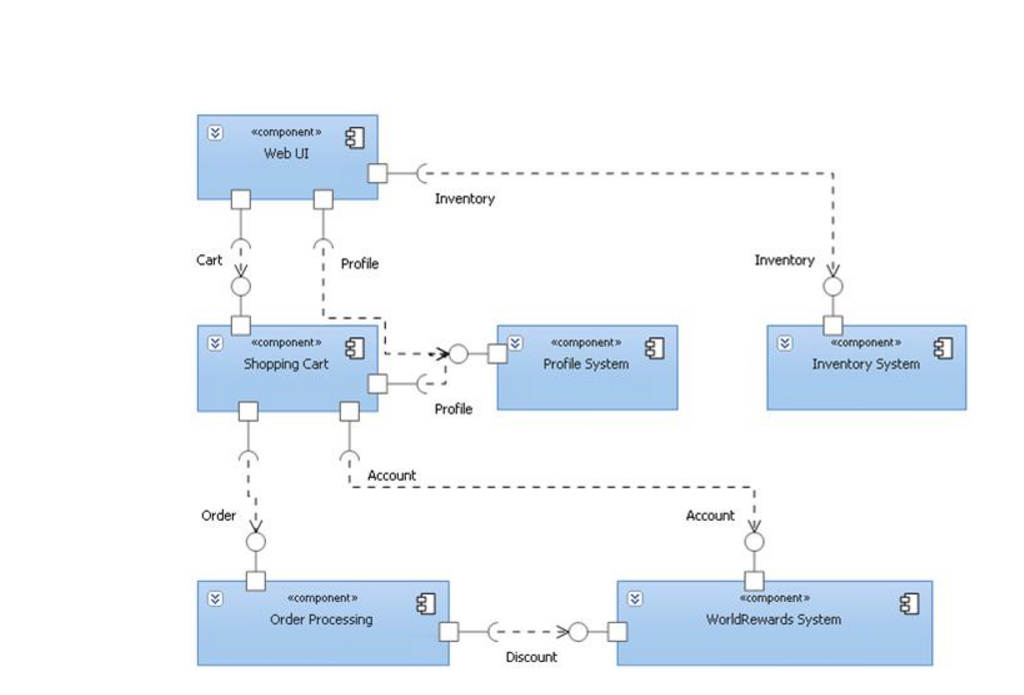 «component»
Web UI
Inventory
Cart
Profile
Inventory
«component»
Shopping Cart
«component»
Profile System
«component»
Inventory System
Profile
Account
Order
Account
«component»
Order Processing
«component»
WorldRewards System
Discount